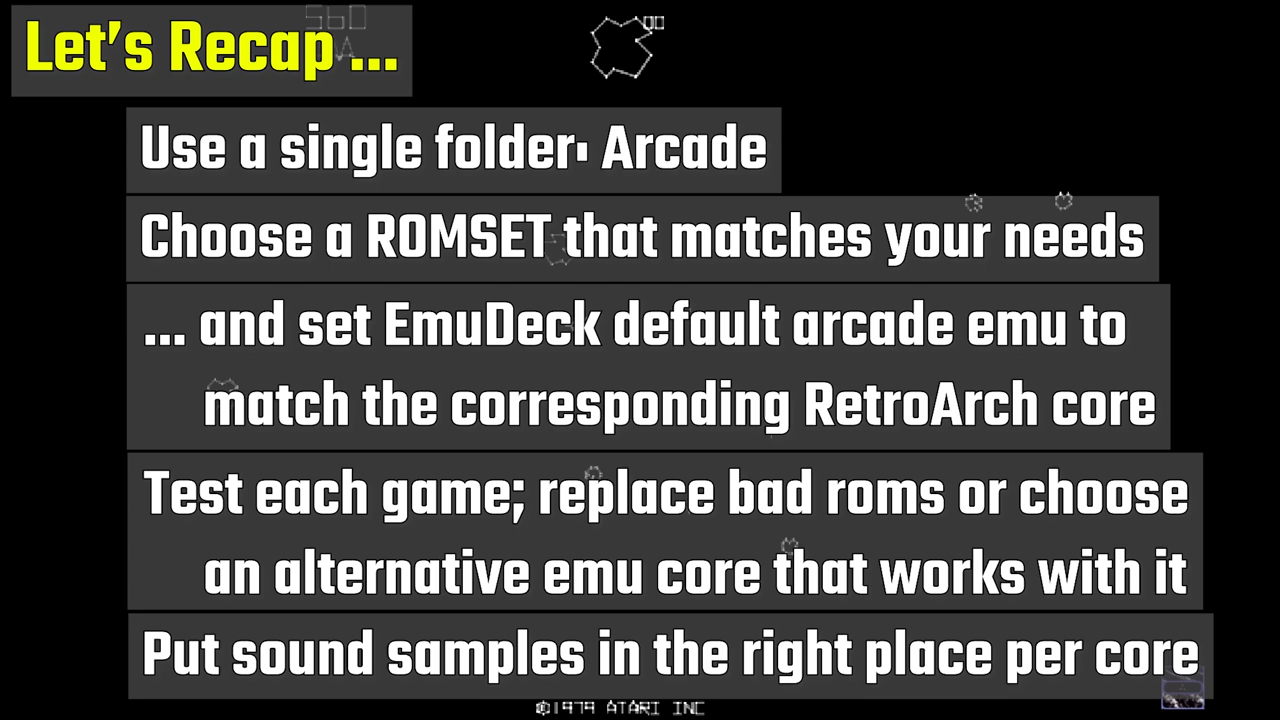 Let's Recap ...
Use a single folder: Arcade
Choose a ROMSET that matches your needs
... and set EmuDeck default arcade emu to
match the corresponding RetroArch core
Test each game; replace bad roms or choose
an alternative emu core that works with it
Put sound samples in the right place per core
©1979 ATARI INC